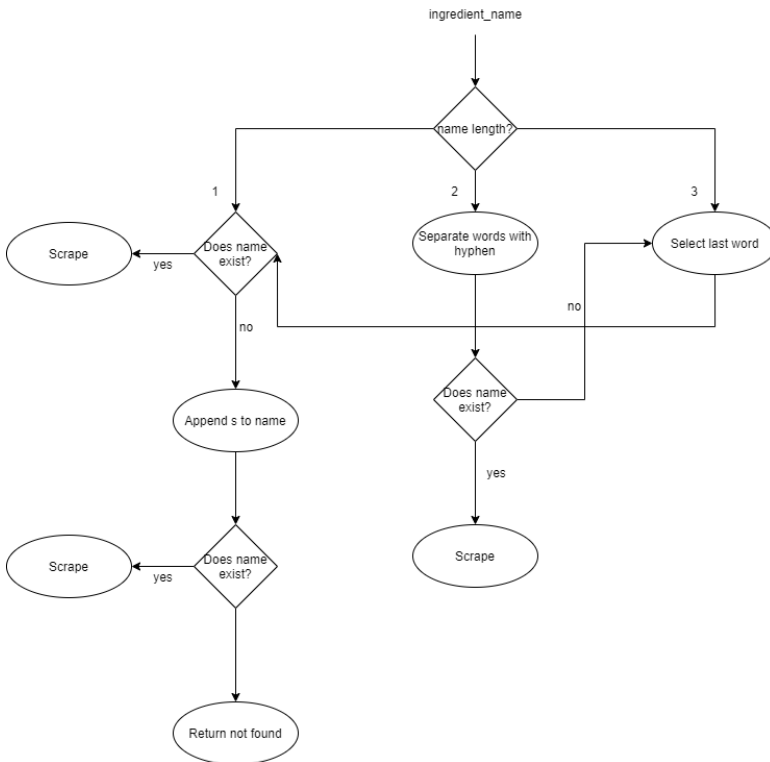 ingredient_name
name length?
1
2
3
Does name
exist?
Scrape
yes
Separate words with
hyphen
Select last word
no
no
Does name
exist?
Append s to name
yes
Scrape
Does name
exist?
Scrape
yes
Return not found